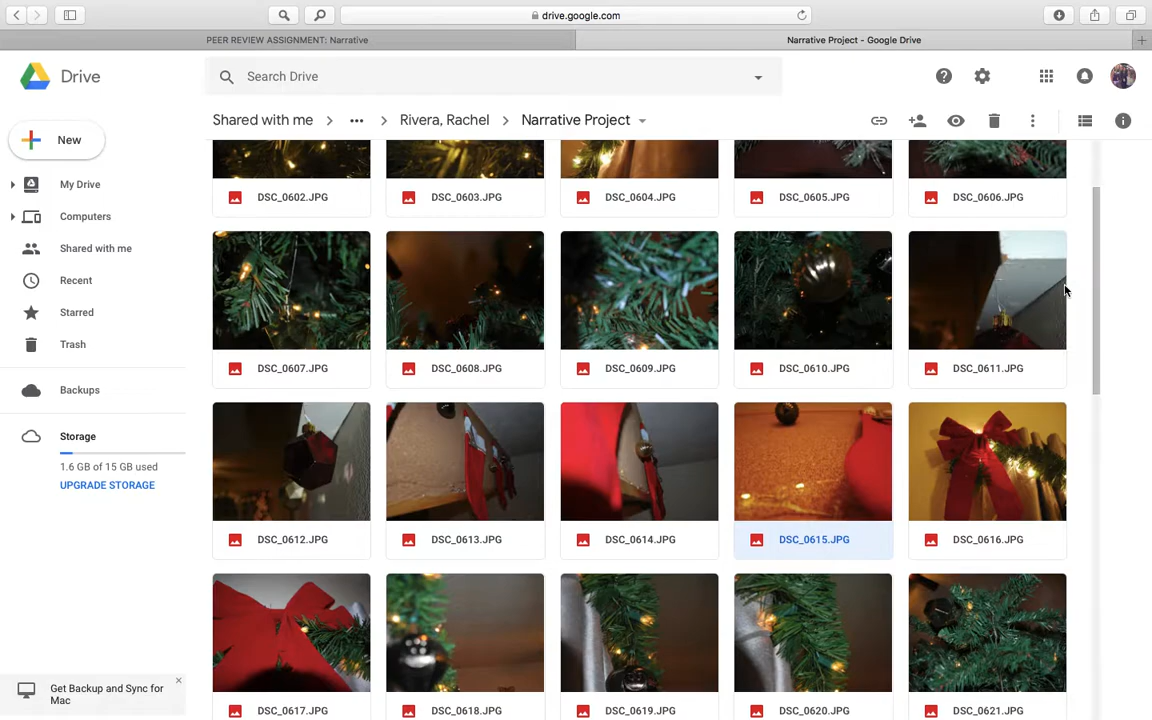 drive.google.com
PEER REVIEW ASSIGNMENT: Narrative
Narrative Project - Google Drive
Drive
Search Drive
New
Shared with me
Rivera, Rachel
Narrative Project
My Drive
Computers
Shared with me
Recent
Starred
Trash
Backups
Storage
1.6 GB of 15 GB used
UPGRADE STORAGE
Get Backup and Sync for
Mac
DSC_0602.JPG
DSC_0603.JPG
DSC_0604.JPG
DSC_0605.JPG
DSC_0606.JPG
DSC_0607.JPG
DSC_0608.JPG
DSC_0609.JPG
DSC_0610.JPG
DSC_0611.JPG
DSC_0612.JPG
DSC_0613.JPG
DSC_0614.JPG
DSC_0615.JPG
DSC_0616.JPG
DSC_0617.JPG
DSC_0618.JPG
DSC_0619.JPG
DSC_0620.JPG
DSC_0621.JPG